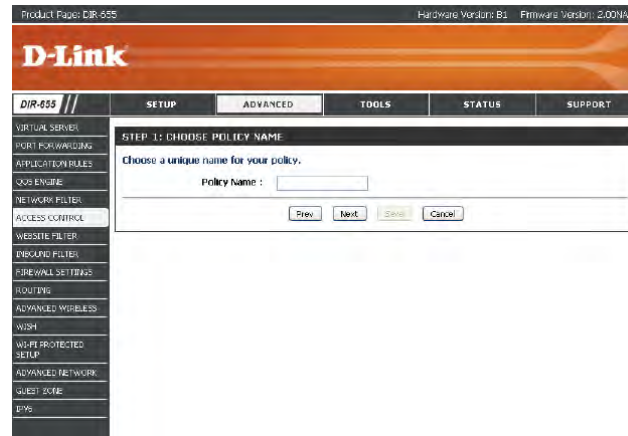 Product Page: DIR-655 Hardware Version: B1 Firmware Version: 2.00NA
D-Link
DIR-655 SETUP ADVANCED TOOLS STATUS SUPPORT
VIRTUAL SERVER
PORT FORWARDING
APPLICATION RULES
QOS ENGINE
NETWORK FILTER
ACCESS CONTROL
WEBSITE FILTER
INBOUND FILTER
FIREWALL SETTINGS
ROUTING
ADVANCED WIRELESS
WISH
WI-FI PROTECTED
SETUP
ADVANCED NETWORK
GUEST ZONE
IPV6
STEP 1: CHOOSE POLICY NAME
Choose a unique name for your policy.
Policy Name :
Prev Next Save Cancel